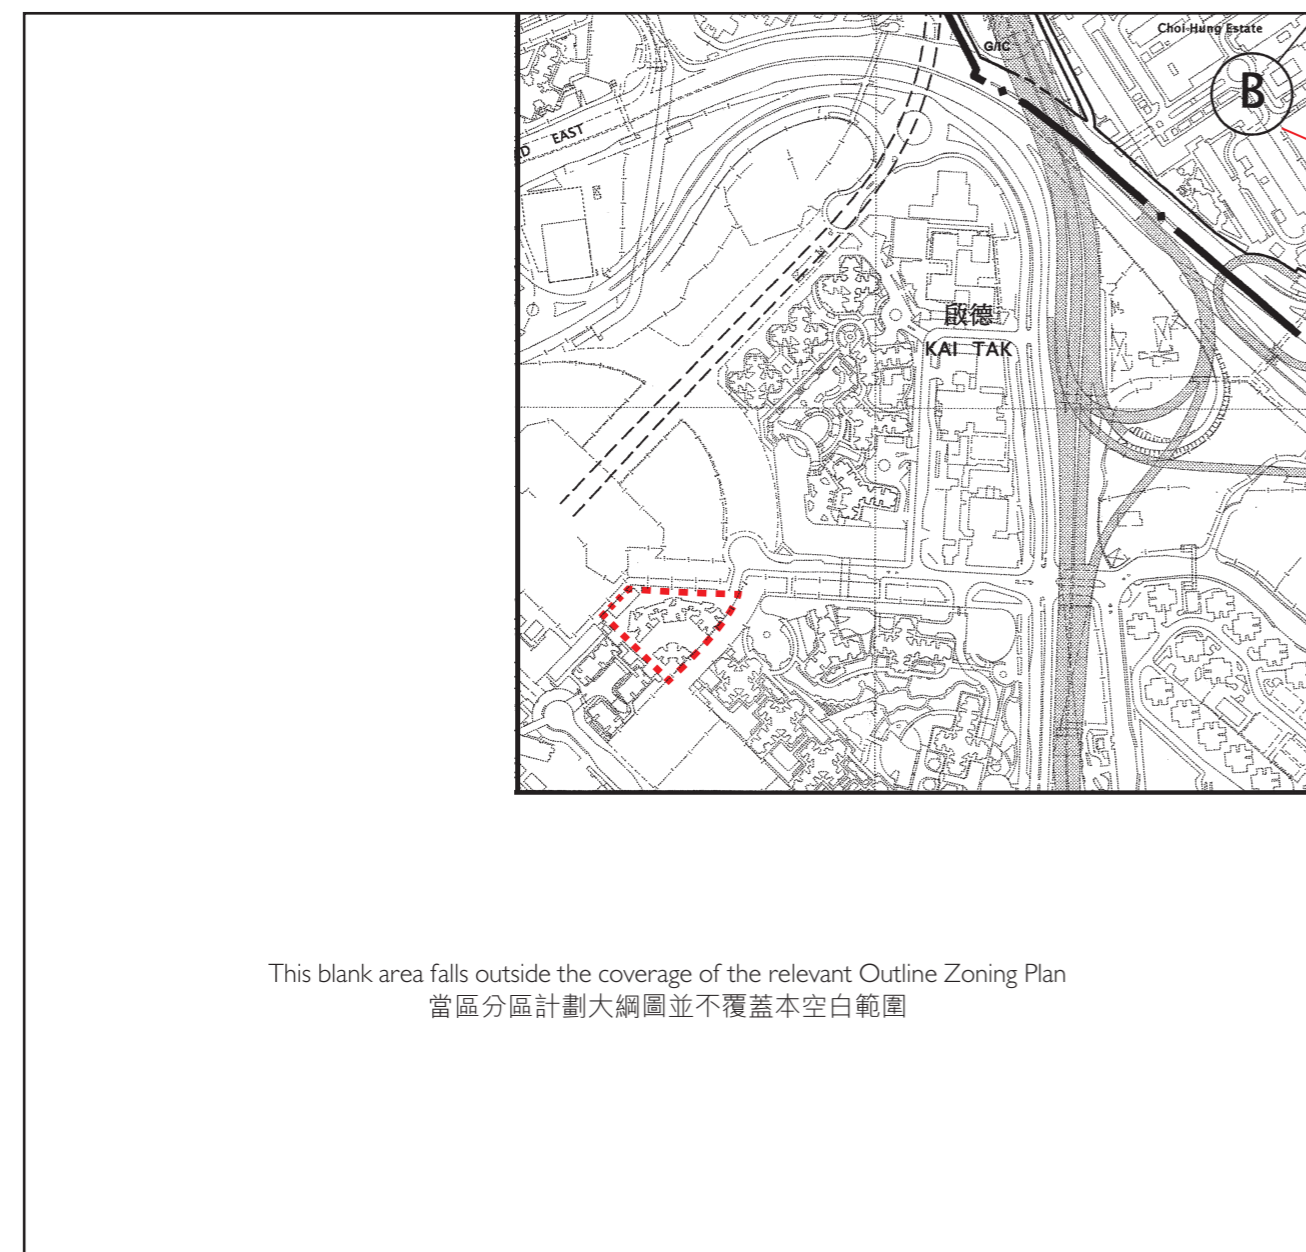 Choi Hung Estate
G/IC
B
D EAST
啟德
KAI TAK
This blank area falls outside the coverage of the relevant Outline Zoning Plan
當區分區計劃大綱圖並不覆蓋本空白範圍